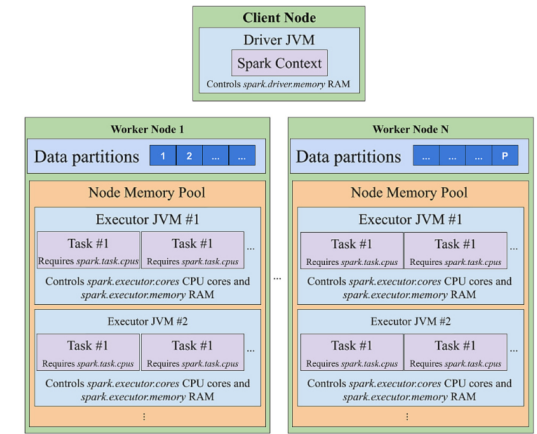 Client Node
Driver JVM
Spark Context
Controls spark.driver.memory RAM
Worker Node 1
Data partitions 1 2 ... ...
Node Memory Pool
Executor JVM #1
Task #1 Task #1 ...
Requires spark.task.cpus Requires spark.task.cpus
Controls spark.executor.cores CPU cores and
spark.executor.memory RAM
Executor JVM #2
Task #1 Task #1 ...
Requires spark.task.cpus Requires spark.task.cpus
Controls spark.executor.cores CPU cores and
spark.executor.memory RAM
⋮
...
Worker Node N
Data partitions ... ... ... P
Node Memory Pool
Executor JVM #1
Task #1 Task #1 ...
Requires spark.task.cpus Requires spark.task.cpus
Controls spark.executor.cores CPU cores and
spark.executor.memory RAM
Executor JVM #2
Task #1 Task #1 ...
Requires spark.task.cpus Requires spark.task.cpus
Controls spark.executor.cores CPU cores and
spark.executor.memory RAM
⋮